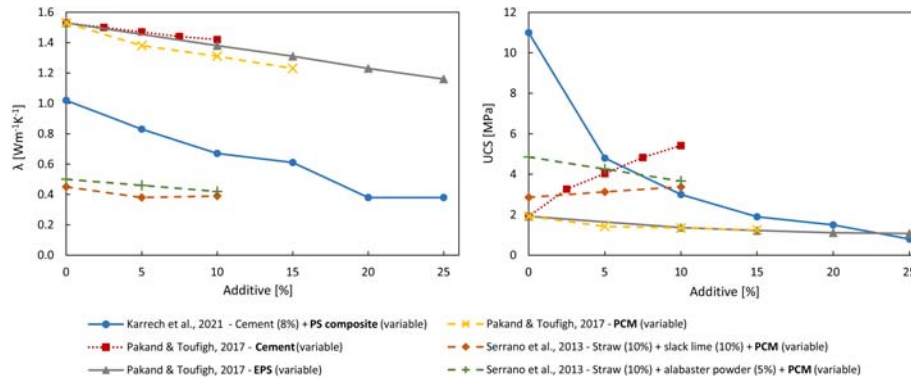 1.6
1.4
1.2
1.0
0.8
0.6
0.4
0.2
0.0
λ [Wm⁻¹K⁻¹]
0 5 10 15 20 25
Additive [%]
12
10
8
6
4
2
0
UCS [MPa]
0 5 10 15 20 25
Additive [%]
Karrech et al., 2021 - Cement (8%) + PS composite (variable)
Pakand & Toufigh, 2017 - PCM (variable)
Pakand & Toufigh, 2017 - Cement (variable)
Serrano et al., 2013 - Straw (10%) + slack lime (10%) + PCM (variable)
Pakand & Toufigh, 2017 - EPS (variable)
Serrano et al., 2013 - Straw (10%) + alabaster powder (5%) + PCM (variable)